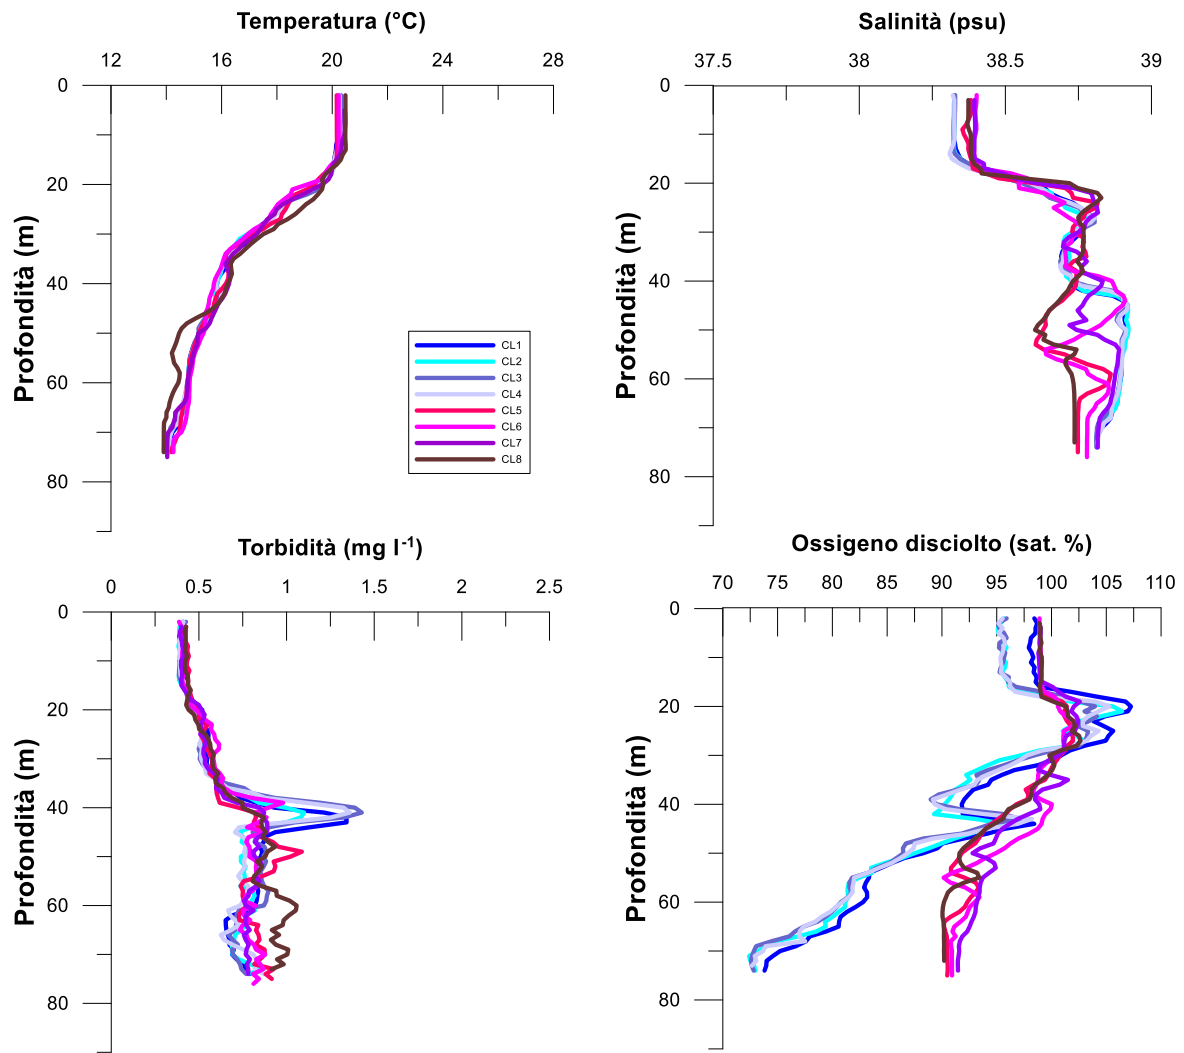 Temperatura (°C)
12 16 20 24 28
0
20
40
60
80
Profondità (m)
CL1
CL2
CL3
CL4
CL5
CL6
CL7
CL8
Salinità (psu)
37.5 38 38.5 39
0
20
40
60
80
Profondità (m)
Torbidità (mg l⁻¹)
0 0.5 1 1.5 2 2.5
0
20
40
60
80
Profondità (m)
Ossigeno disciolto (sat. %)
70 75 80 85 90 95 100 105 110
0
20
40
60
80
Profondità (m)